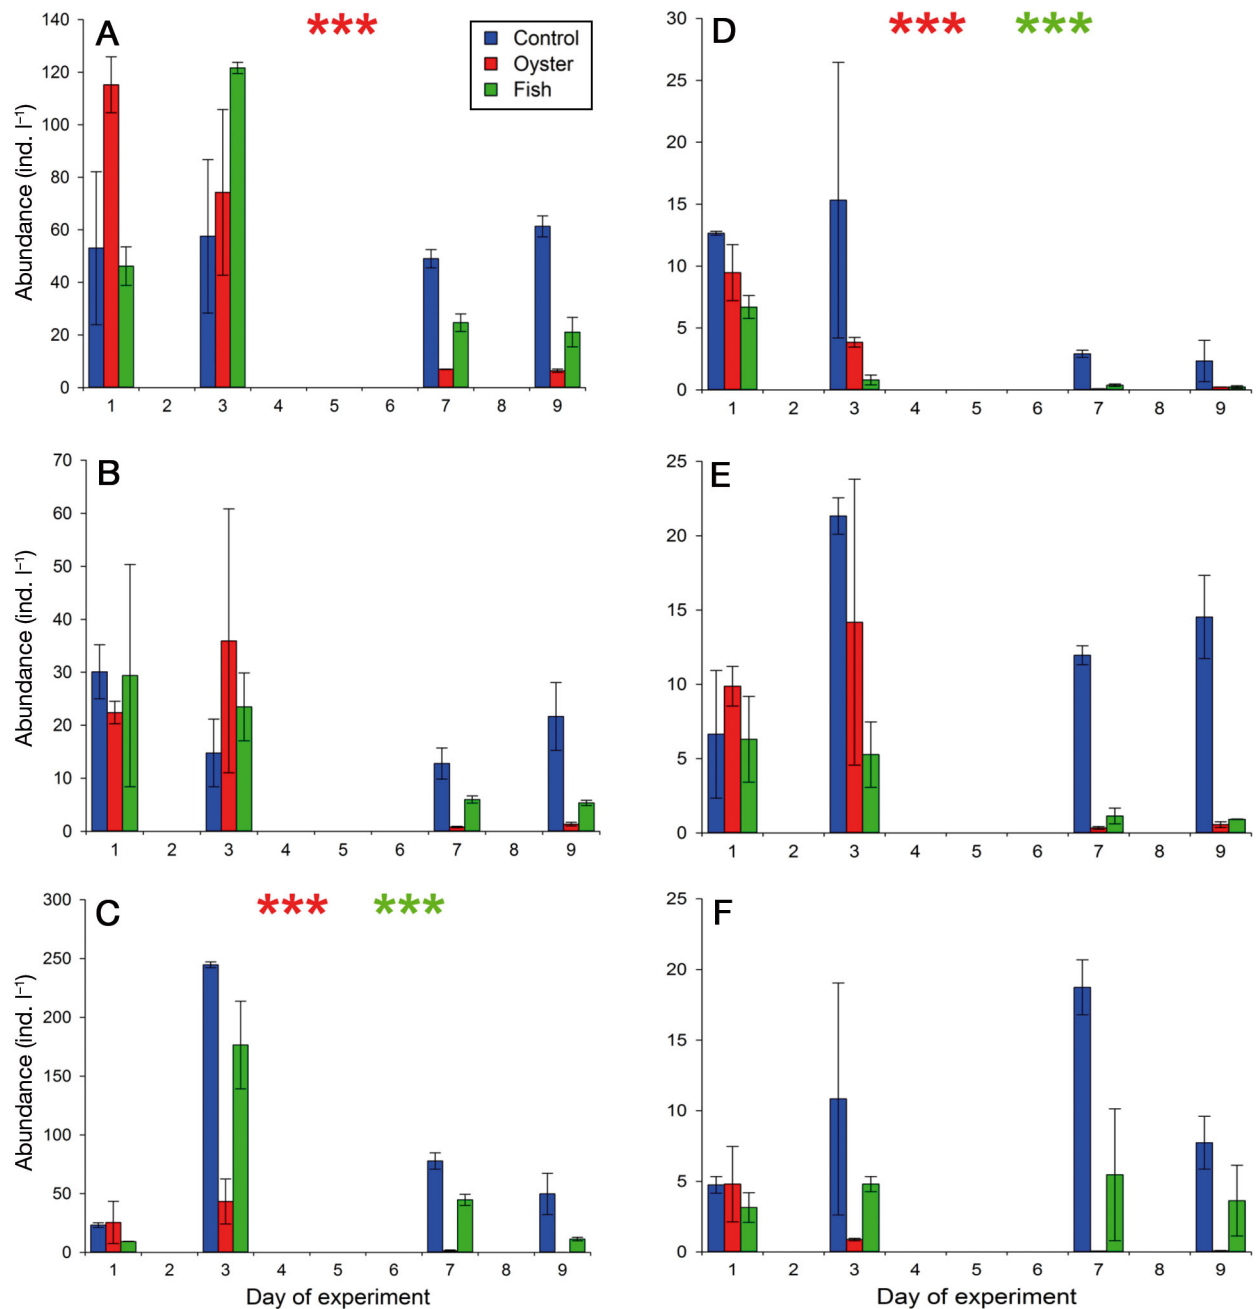 A
***
Control
Oyster
Fish
Abundance (ind. l⁻¹)
140
120
100
80
60
40
20
0
1 2 3 4 5 6 7 8 9
D
*** ***
30
25
20
15
10
5
0
1 2 3 4 5 6 7 8 9
B
Abundance (ind. l⁻¹)
70
60
50
40
30
20
10
0
1 2 3 4 5 6 7 8 9
E
25
20
15
10
5
0
1 2 3 4 5 6 7 8 9
C
*** ***
Abundance (ind. l⁻¹)
300
250
200
150
100
50
0
1 2 3 4 5 6 7 8 9
Day of experiment
F
25
20
15
10
5
0
1 2 3 4 5 6 7 8 9
Day of experiment